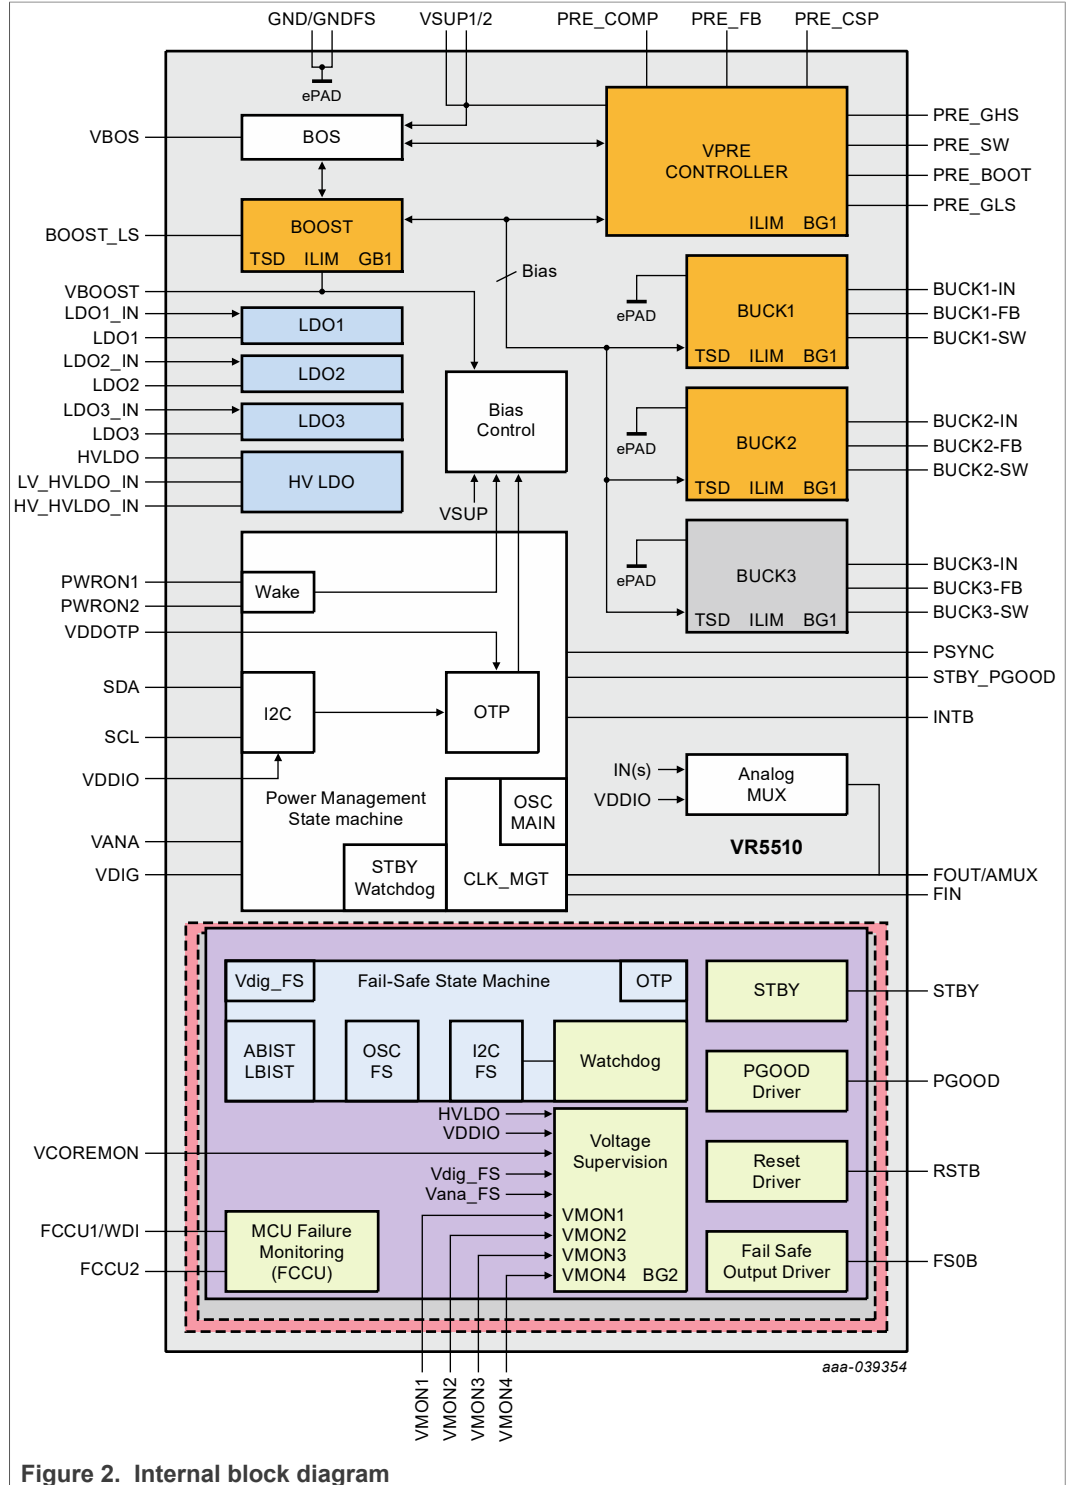 GND/GNDFS
VSUP1/2
PRE_COMP
PRE_FB
PRE_CSP
ePAD
VBOS
BOS
VPRE
CONTROLLER
ILIM BG1
PRE_GHS
PRE_SW
PRE_BOOT
PRE_GLS
BOOST_LS
BOOST
TSD ILIM GB1
Bias
VBOOST
LDO1_IN
LDO1
LDO1
LDO2_IN
LDO2
LDO2
LDO3_IN
LDO3
LDO3
HVLDO
LV_HVLDO_IN
HV_HVLDO_IN
HV LDO
Bias
Control
VSUP
ePAD
BUCK1
TSD ILIM BG1
BUCK1-IN
BUCK1-FB
BUCK1-SW
ePAD
BUCK2
TSD ILIM BG1
BUCK2-IN
BUCK2-FB
BUCK2-SW
ePAD
BUCK3
TSD ILIM BG1
BUCK3-IN
BUCK3-FB
BUCK3-SW
PWRON1
PWRON2
Wake
VDDOTP
SDA
SCL
I2C
OTP
VDDIO
PSYNC
STBY_PGOOD
INTB
Power Management
State machine
OSC
MAIN
IN(s)
VDDIO
Analog
MUX
VR5510
VANA
VDIG
STBY
Watchdog
CLK_MGT
FOUT/AMUX
FIN
Vdig_FS
Fail-Safe State Machine
OTP
STBY
STBY
ABIST
LBIST
OSC
FS
I2C
FS
Watchdog
PGOOD
Driver
PGOOD
HVLDO
VDDIO
VCOREMON
Vdig_FS
Vana_FS
Voltage
Supervision
VMON1
VMON2
VMON3
VMON4 BG2
Reset
Driver
RSTB
FCCU1/WDI
FCCU2
MCU Failure
Monitoring
(FCCU)
Fail Safe
Output Driver
FS0B
VMON1
VMON2
VMON3
VMON4
aaa-039354
Figure 2. Internal block diagram